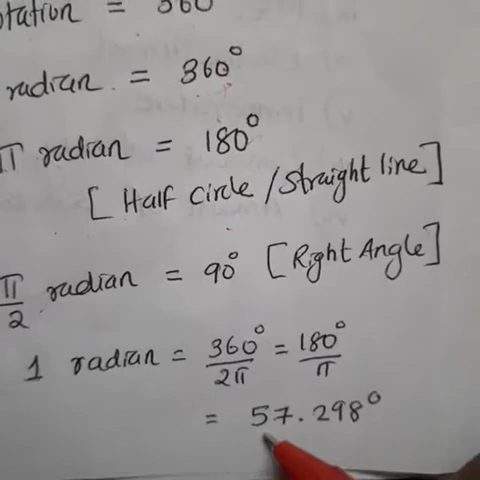 = 360
radian = 360°
π radian = 180°
[Half Circle / Straight line]
π/2 radian = 90° [Right Angle]
1 radian = 360°/2π = 180°/π
= 57.298°